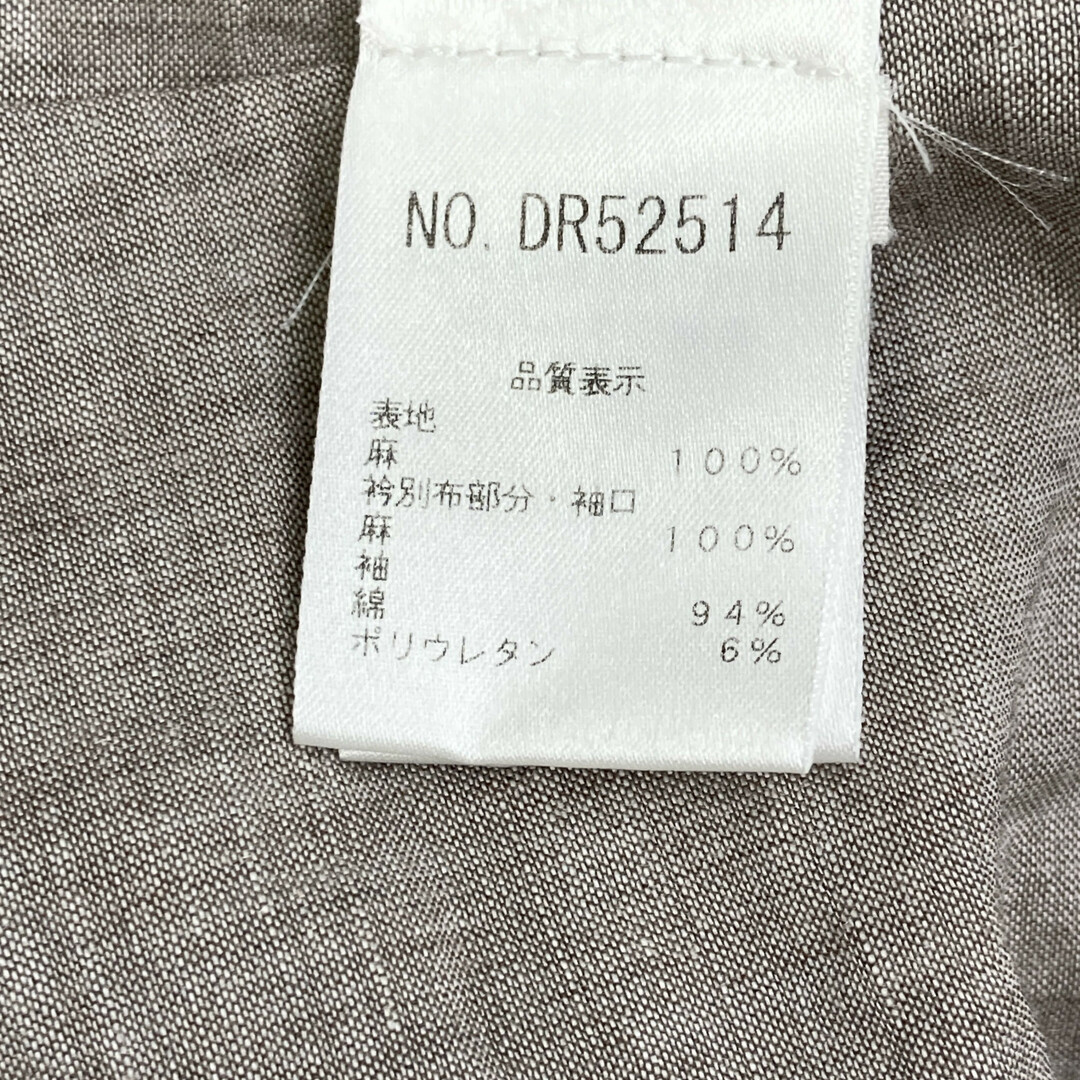 NO. DR52514
品質表示
表地
麻 100%
衿別布部分・袖口
麻 100%
袖
綿 94%
ポリウレタン 6%